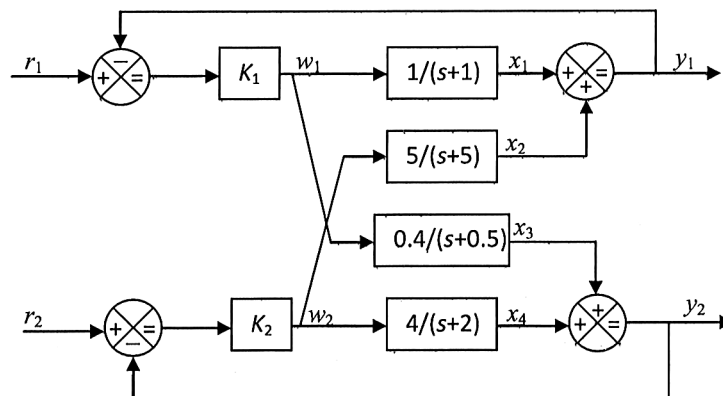 r1 + − = K1 w1 1/(s+1) x1 + + = y1
5/(s+5) x2
0.4/(s+0.5) x3
r2 + − = K2 w2 4/(s+2) x4 + + = y2